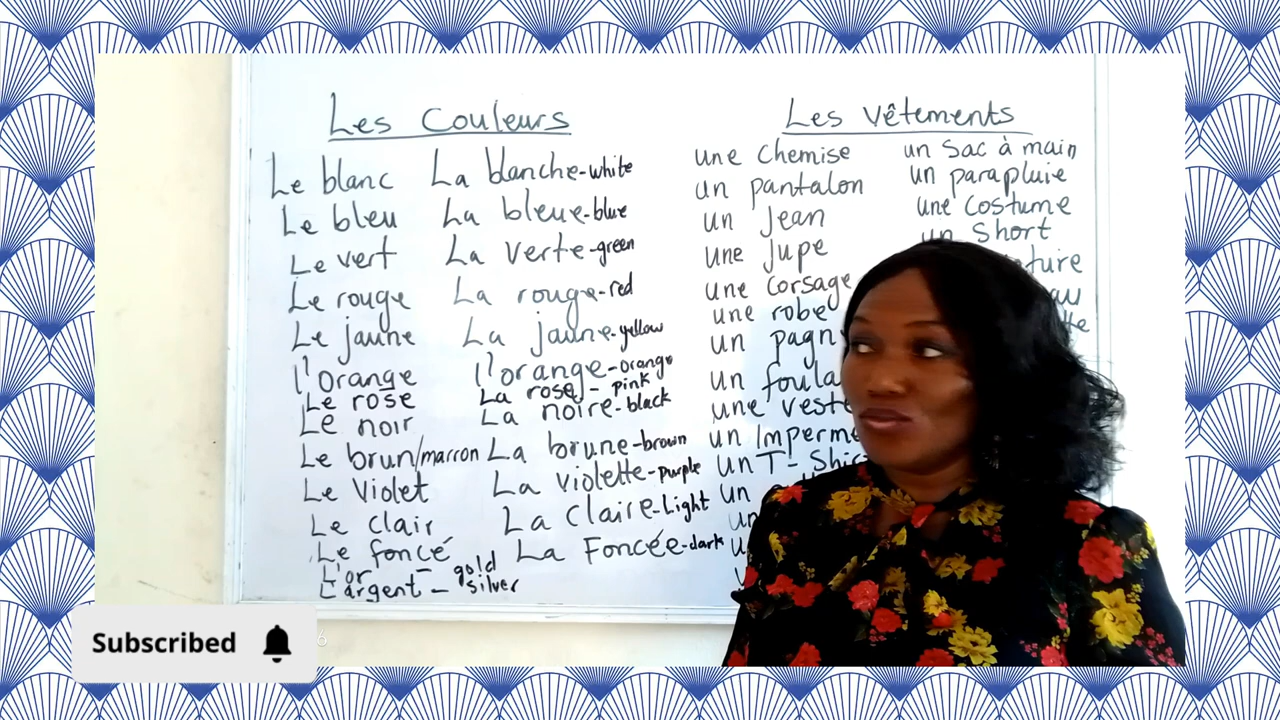 Les Couleurs
Le blanc La blanche-white
Le bleu La bleue-blue
Le vert La verte-green
Le rouge La rouge-red
Le jaune La jaune-yellow
l'Orange l'orange-orange
Le rose La rose - pink
Le noir La noire-black
Le brun/marron La brune-brown
Le Violet La violette-purple
Le clair La Claire-Light
Le foncé La Foncée-dark
L'or - gold
L'argent - silver
Les Vêtements
une chemise
un pantalon
un Jean
une Jupe
une corsage
une robe
un
un
une veste
un
un T-
un
un sac à main
un parapluie
une costume
un Short
Subscribed